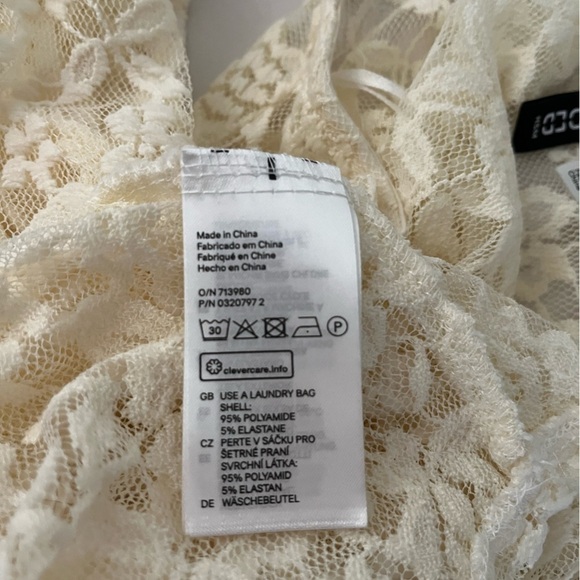 Made in China
Fabricado em China
Fabriqué en Chine
Hecho en China
O/N 713980
P/N 0320797 2
30
P
clevercare.info
GB USE A LAUNDRY BAG
SHELL:
95% POLYAMIDE
5% ELASTANE
CZ PERTE V SÁČKU PRO
ŠETRNÉ PRANÍ
SVRCHNÍ LÁTKA:
95% POLYAMID
5% ELASTAN
DE WÄSCHEBEUTEL